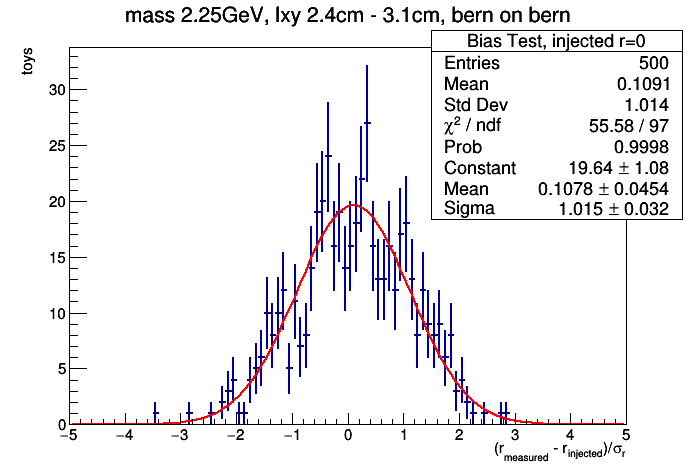 mass 2.25GeV, lxy 2.4cm - 3.1cm, bern on bern
toys
Bias Test, injected r=0
Entries 500
Mean 0.1091
Std Dev 1.014
χ² / ndf 55.58 / 97
Prob 0.9998
Constant 19.64 ± 1.08
Mean 0.1078 ± 0.0454
Sigma 1.015 ± 0.032
30
25
20
15
10
5
0
−5 −4 −3 −2 −1 0 1 2 3 4 5
(r_measured - r_injected)/σ_r